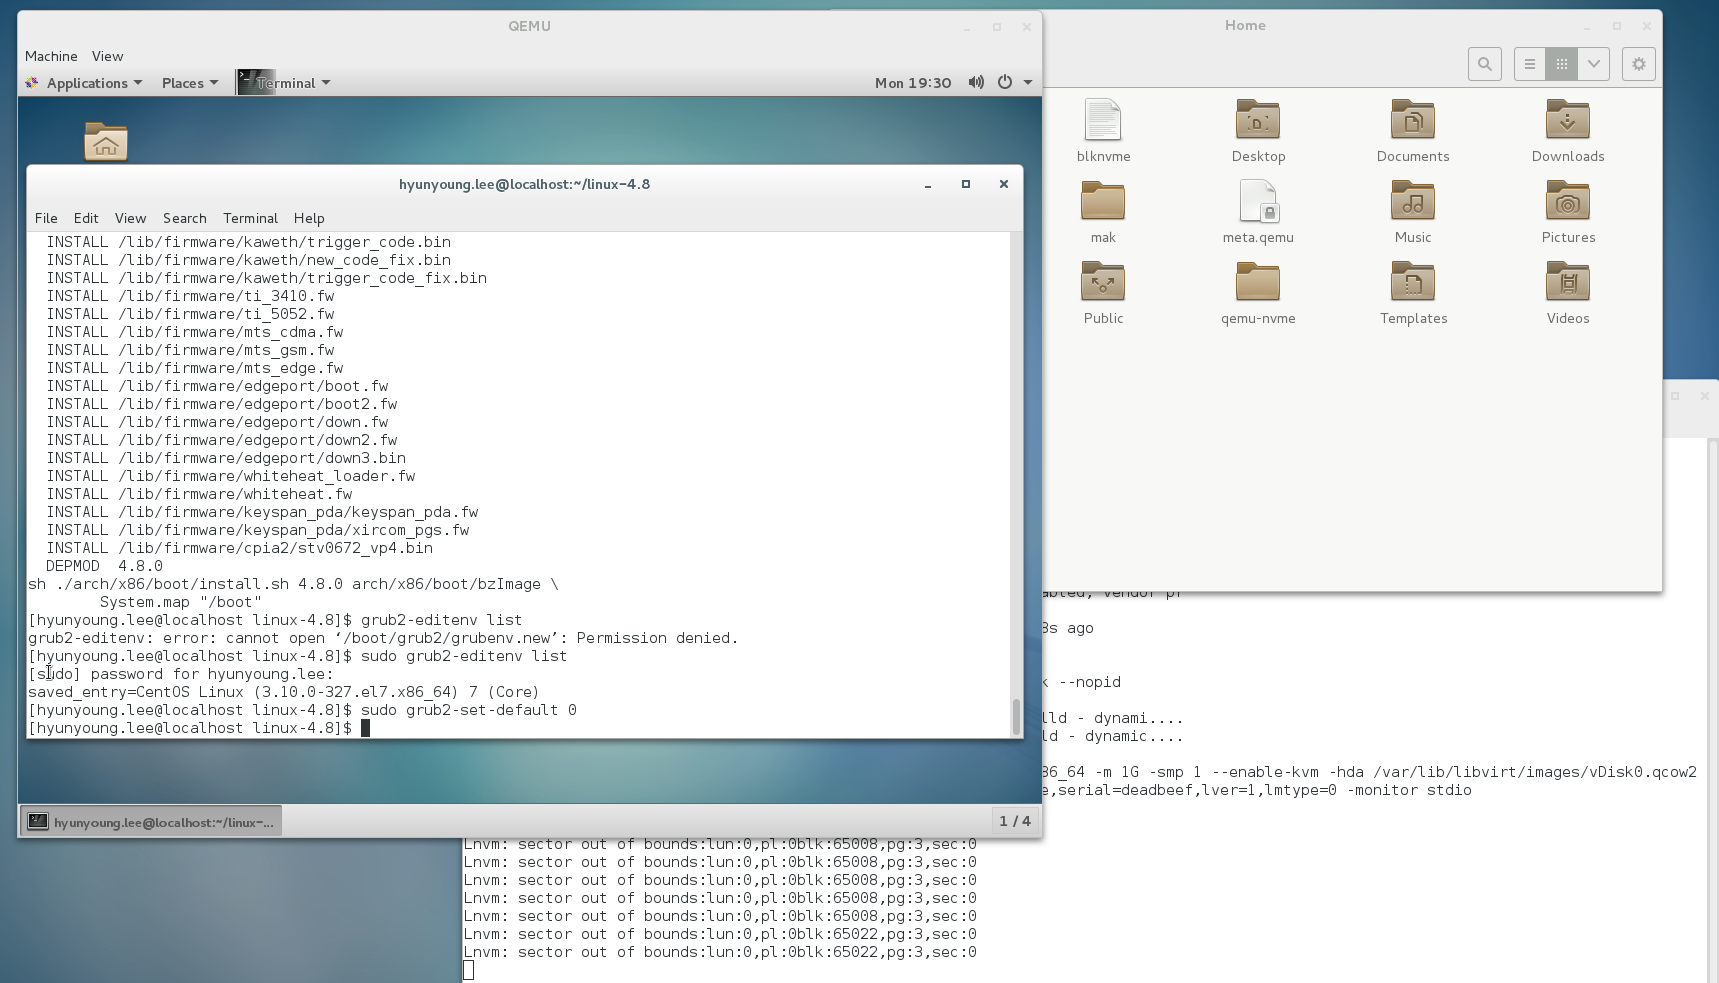 QEMU
Machine View
Applications Places Terminal Mon 19:30
hyunyoung.lee@localhost:~/linux-4.8
File Edit View Search Terminal Help
INSTALL /lib/firmware/kaweth/trigger_code.bin
INSTALL /lib/firmware/kaweth/new_code_fix.bin
INSTALL /lib/firmware/kaweth/trigger_code_fix.bin
INSTALL /lib/firmware/ti_3410.fw
INSTALL /lib/firmware/ti_5052.fw
INSTALL /lib/firmware/mts_cdma.fw
INSTALL /lib/firmware/mts_gsm.fw
INSTALL /lib/firmware/mts_edge.fw
INSTALL /lib/firmware/edgeport/boot.fw
INSTALL /lib/firmware/edgeport/boot2.fw
INSTALL /lib/firmware/edgeport/down.fw
INSTALL /lib/firmware/edgeport/down2.fw
INSTALL /lib/firmware/edgeport/down3.bin
INSTALL /lib/firmware/whiteheat_loader.fw
INSTALL /lib/firmware/whiteheat.fw
INSTALL /lib/firmware/keyspan_pda/keyspan_pda.fw
INSTALL /lib/firmware/keyspan_pda/xircom_pgs.fw
INSTALL /lib/firmware/cpia2/stv0672_vp4.bin
DEPMOD 4.8.0
sh ./arch/x86/boot/install.sh 4.8.0 arch/x86/boot/bzImage \
System.map "/boot"
[hyunyoung.lee@localhost linux-4.8]$ grub2-editenv list
grub2-editenv: error: cannot open ‘/boot/grub2/grubenv.new’: Permission denied.
[hyunyoung.lee@localhost linux-4.8]$ sudo grub2-editenv list
[sudo] password for hyunyoung.lee:
saved_entry=CentOS Linux (3.10.0-327.el7.x86_64) 7 (Core)
[hyunyoung.lee@localhost linux-4.8]$ sudo grub2-set-default 0
[hyunyoung.lee@localhost linux-4.8]$
hyunyoung.lee@localhost:~/linux-...
1 / 4
Home
blknvme Desktop Documents Downloads
mak meta.qemu Music Pictures
Public qemu-nvme Templates Videos
abled; vendor pr
8s ago
k --nopid
lld - dynami....
ld - dynamic....
86_64 -m 1G -smp 1 --enable-kvm -hda /var/lib/libvirt/images/vDisk0.qcow2
e,serial=deadbeef,lver=1,lmtype=0 -monitor stdio
Lnvm: sector out of bounds:lun:0,pl:0blk:65008,pg:3,sec:0
Lnvm: sector out of bounds:lun:0,pl:0blk:65008,pg:3,sec:0
Lnvm: sector out of bounds:lun:0,pl:0blk:65008,pg:3,sec:0
Lnvm: sector out of bounds:lun:0,pl:0blk:65008,pg:3,sec:0
Lnvm: sector out of bounds:lun:0,pl:0blk:65008,pg:3,sec:0
Lnvm: sector out of bounds:lun:0,pl:0blk:65022,pg:3,sec:0
Lnvm: sector out of bounds:lun:0,pl:0blk:65022,pg:3,sec:0